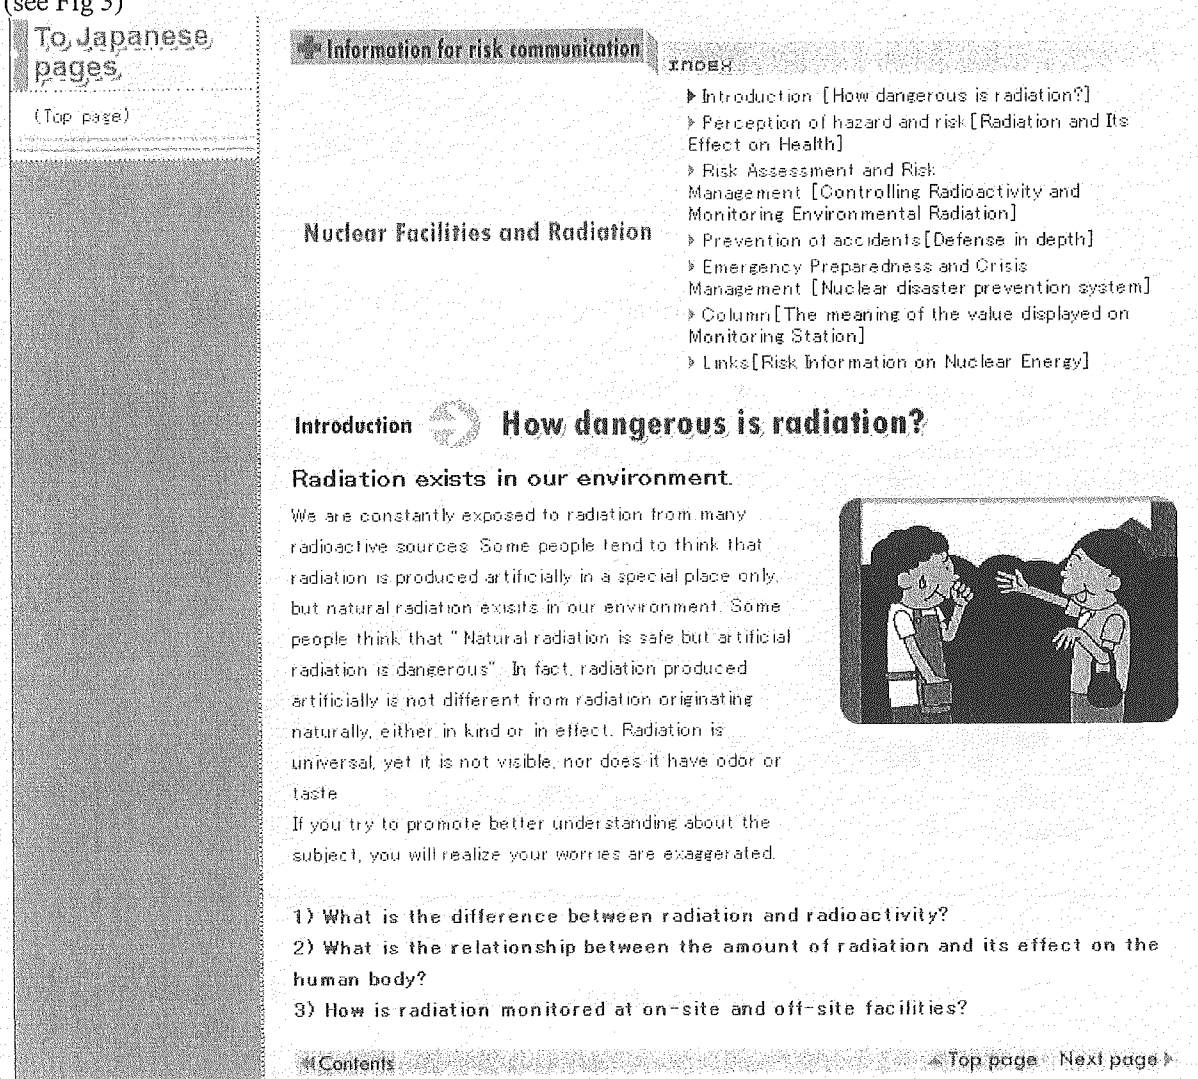 (see Fig 3)
To Japanese
pages
(Top page)
Information for risk communication
INDEX
Introduction [How dangerous is radiation?]
Perception of hazard and risk[Radiation and Its
Effect on Health]
Risk Assessment and Risk
Management [Controlling Radioactivity and
Monitoring Environmental Radiation]
Nuclear Facilities and Radiation
Prevention of accidents[Defense in depth]
Emergency Preparedness and Crisis
Management [Nuclear disaster prevention system]
Column[The meaning of the value displayed on
Monitoring Station]
Links[Risk Information on Nuclear Energy]
Introduction How dangerous is radiation?
Radiation exists in our environment.
We are constantly exposed to radiation from many
radioactive sources. Some people tend to think that
radiation is produced artificially in a special place only,
but natural radiation exisits in our environment. Some
people think that "Natural radiation is safe but artificial
radiation is dangerous". In fact, radiation produced
artificially is not different from radiation originating
naturally, either in kind or in effect. Radiation is
universal, yet it is not visible, nor does it have odor or
taste
If you try to promote better understanding about the
subject, you will realize your worries are exaggerated.
1) What is the difference between radiation and radioactivity?
2) What is the relationship between the amount of radiation and its effect on the
human body?
3) How is radiation monitored at on-site and off-site facilities?
Contents Top page Next page